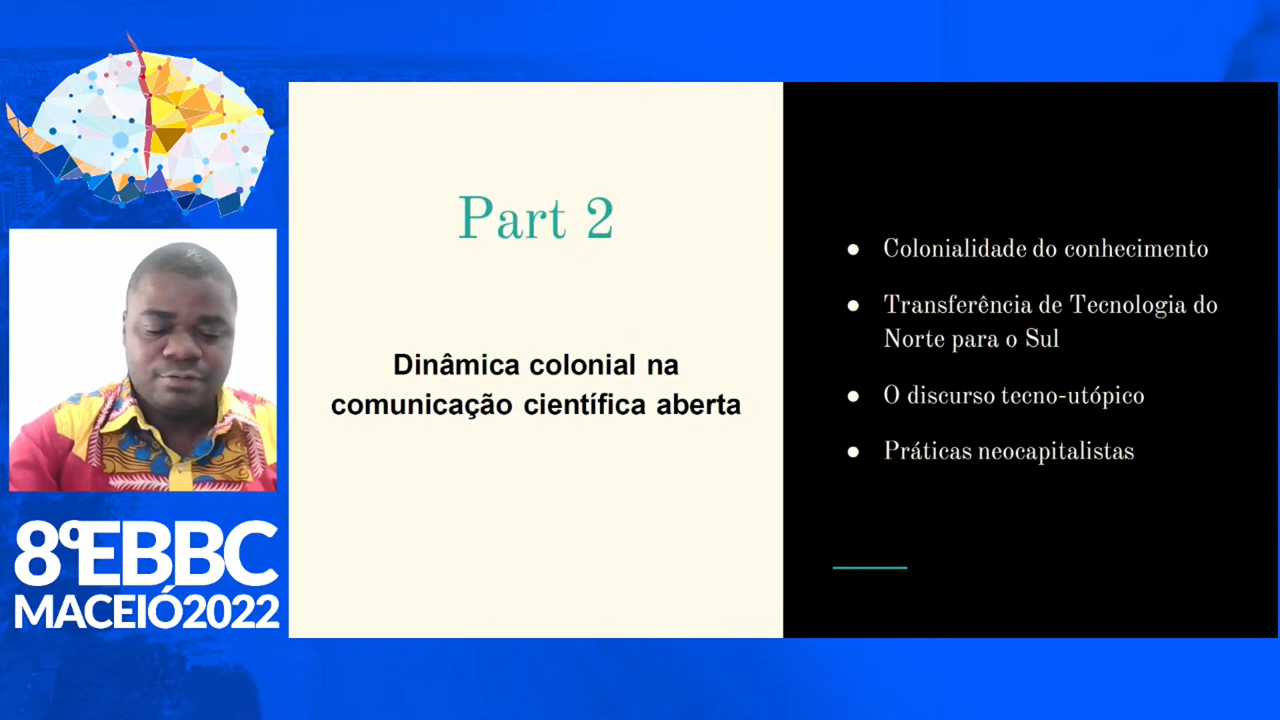 8ºEBBC
MACEIÓ2022
Part 2
Dinâmica colonial na
comunicação científica aberta
● Colonialidade do conhecimento
● Transferência de Tecnologia do
Norte para o Sul
● O discurso tecno-utópico
● Práticas neocapitalistas